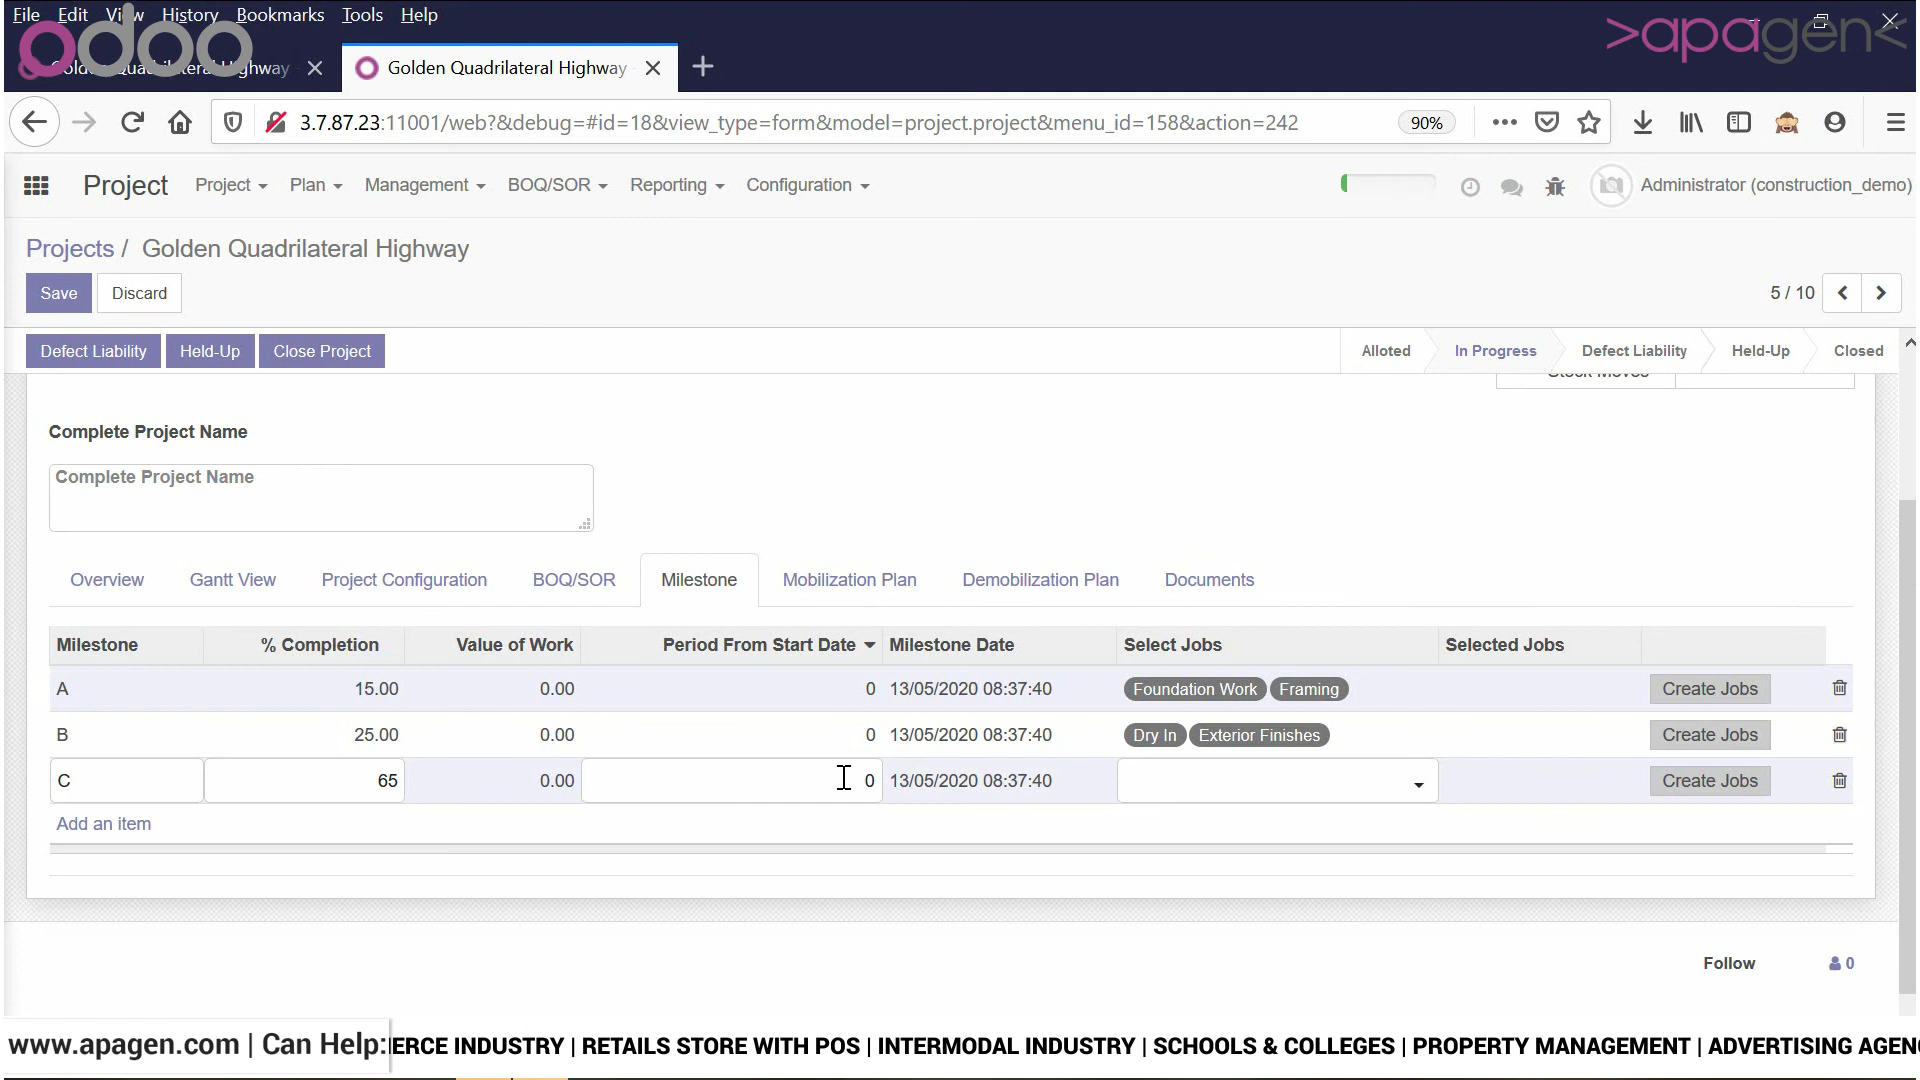 File Edit View History Bookmarks Tools Help
odoo
>apagen<
Golden Quadrilateral Highway
Golden Quadrilateral Highway
3.7.87.23:11001/web?&debug=#id=18&view_type=form&model=project.project&menu_id=158&action=242
90%
Project Project Plan Management BOQ/SOR Reporting Configuration
Administrator (construction_demo)
Projects / Golden Quadrilateral Highway
Save Discard
5 / 10
Defect Liability Held-Up Close Project
Alloted In Progress Defect Liability Held-Up Closed
Stock Moves
Complete Project Name
Complete Project Name
Overview Gantt View Project Configuration BOQ/SOR Milestone Mobilization Plan Demobilization Plan Documents
Milestone % Completion Value of Work Period From Start Date Milestone Date Select Jobs Selected Jobs
A 15.00 0.00 0 13/05/2020 08:37:40 Foundation Work Framing Create Jobs
B 25.00 0.00 0 13/05/2020 08:37:40 Dry In Exterior Finishes Create Jobs
C 65 0.00 0 13/05/2020 08:37:40 Create Jobs
Add an item
Follow 0
www.apagen.com | Can Help: ERCE INDUSTRY | RETAILS STORE WITH POS | INTERMODAL INDUSTRY | SCHOOLS & COLLEGES | PROPERTY MANAGEMENT | ADVERTISING AGEN